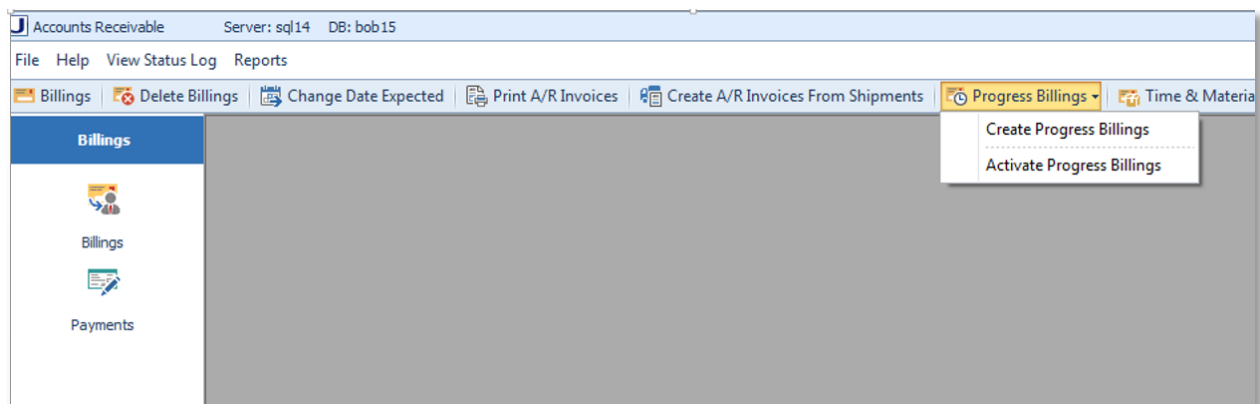 J Accounts Receivable Server: sql14 DB: bob15
File Help View Status Log Reports
Billings Delete Billings Change Date Expected Print A/R Invoices Create A/R Invoices From Shipments Progress Billings Time & Materia
Create Progress Billings
Activate Progress Billings
Billings
Billings
Payments